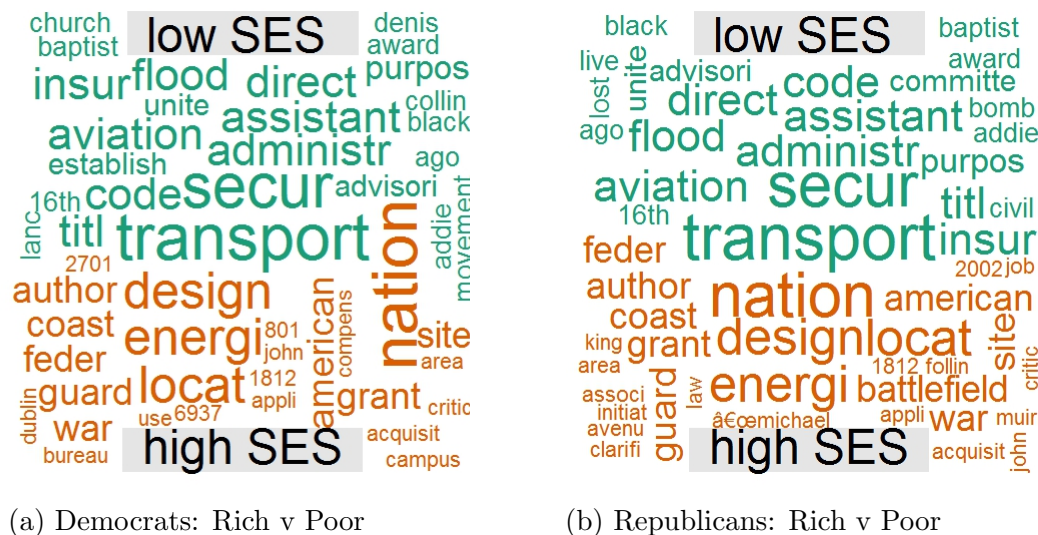 church low SES denis
baptist award
insur flood direct purpos
unite collin
aviation assistant black
establish administr ago
16th code secur advisori
lanc titl transport addie movement
2701 nation
author design american
coast energi 801 compens site
feder john area
guard locat 1812 grant
dublin use 6937 appli critic
war high SES acquisit
bureau campus
(a) Democrats: Rich v Poor
black low SES baptist
live unite advisori code committe award
lost direct assistant bomb
ago flood administr addie
aviation secur purpos
16th titl civil
feder transport insur
author nation 2002 job
coast american
king grant designlocat site
area 1812 follin critic
associ guard law energi battlefield
initiat â€œmichael appli war muir
avenu high SES acquisit john
clarifi
(b) Republicans: Rich v Poor